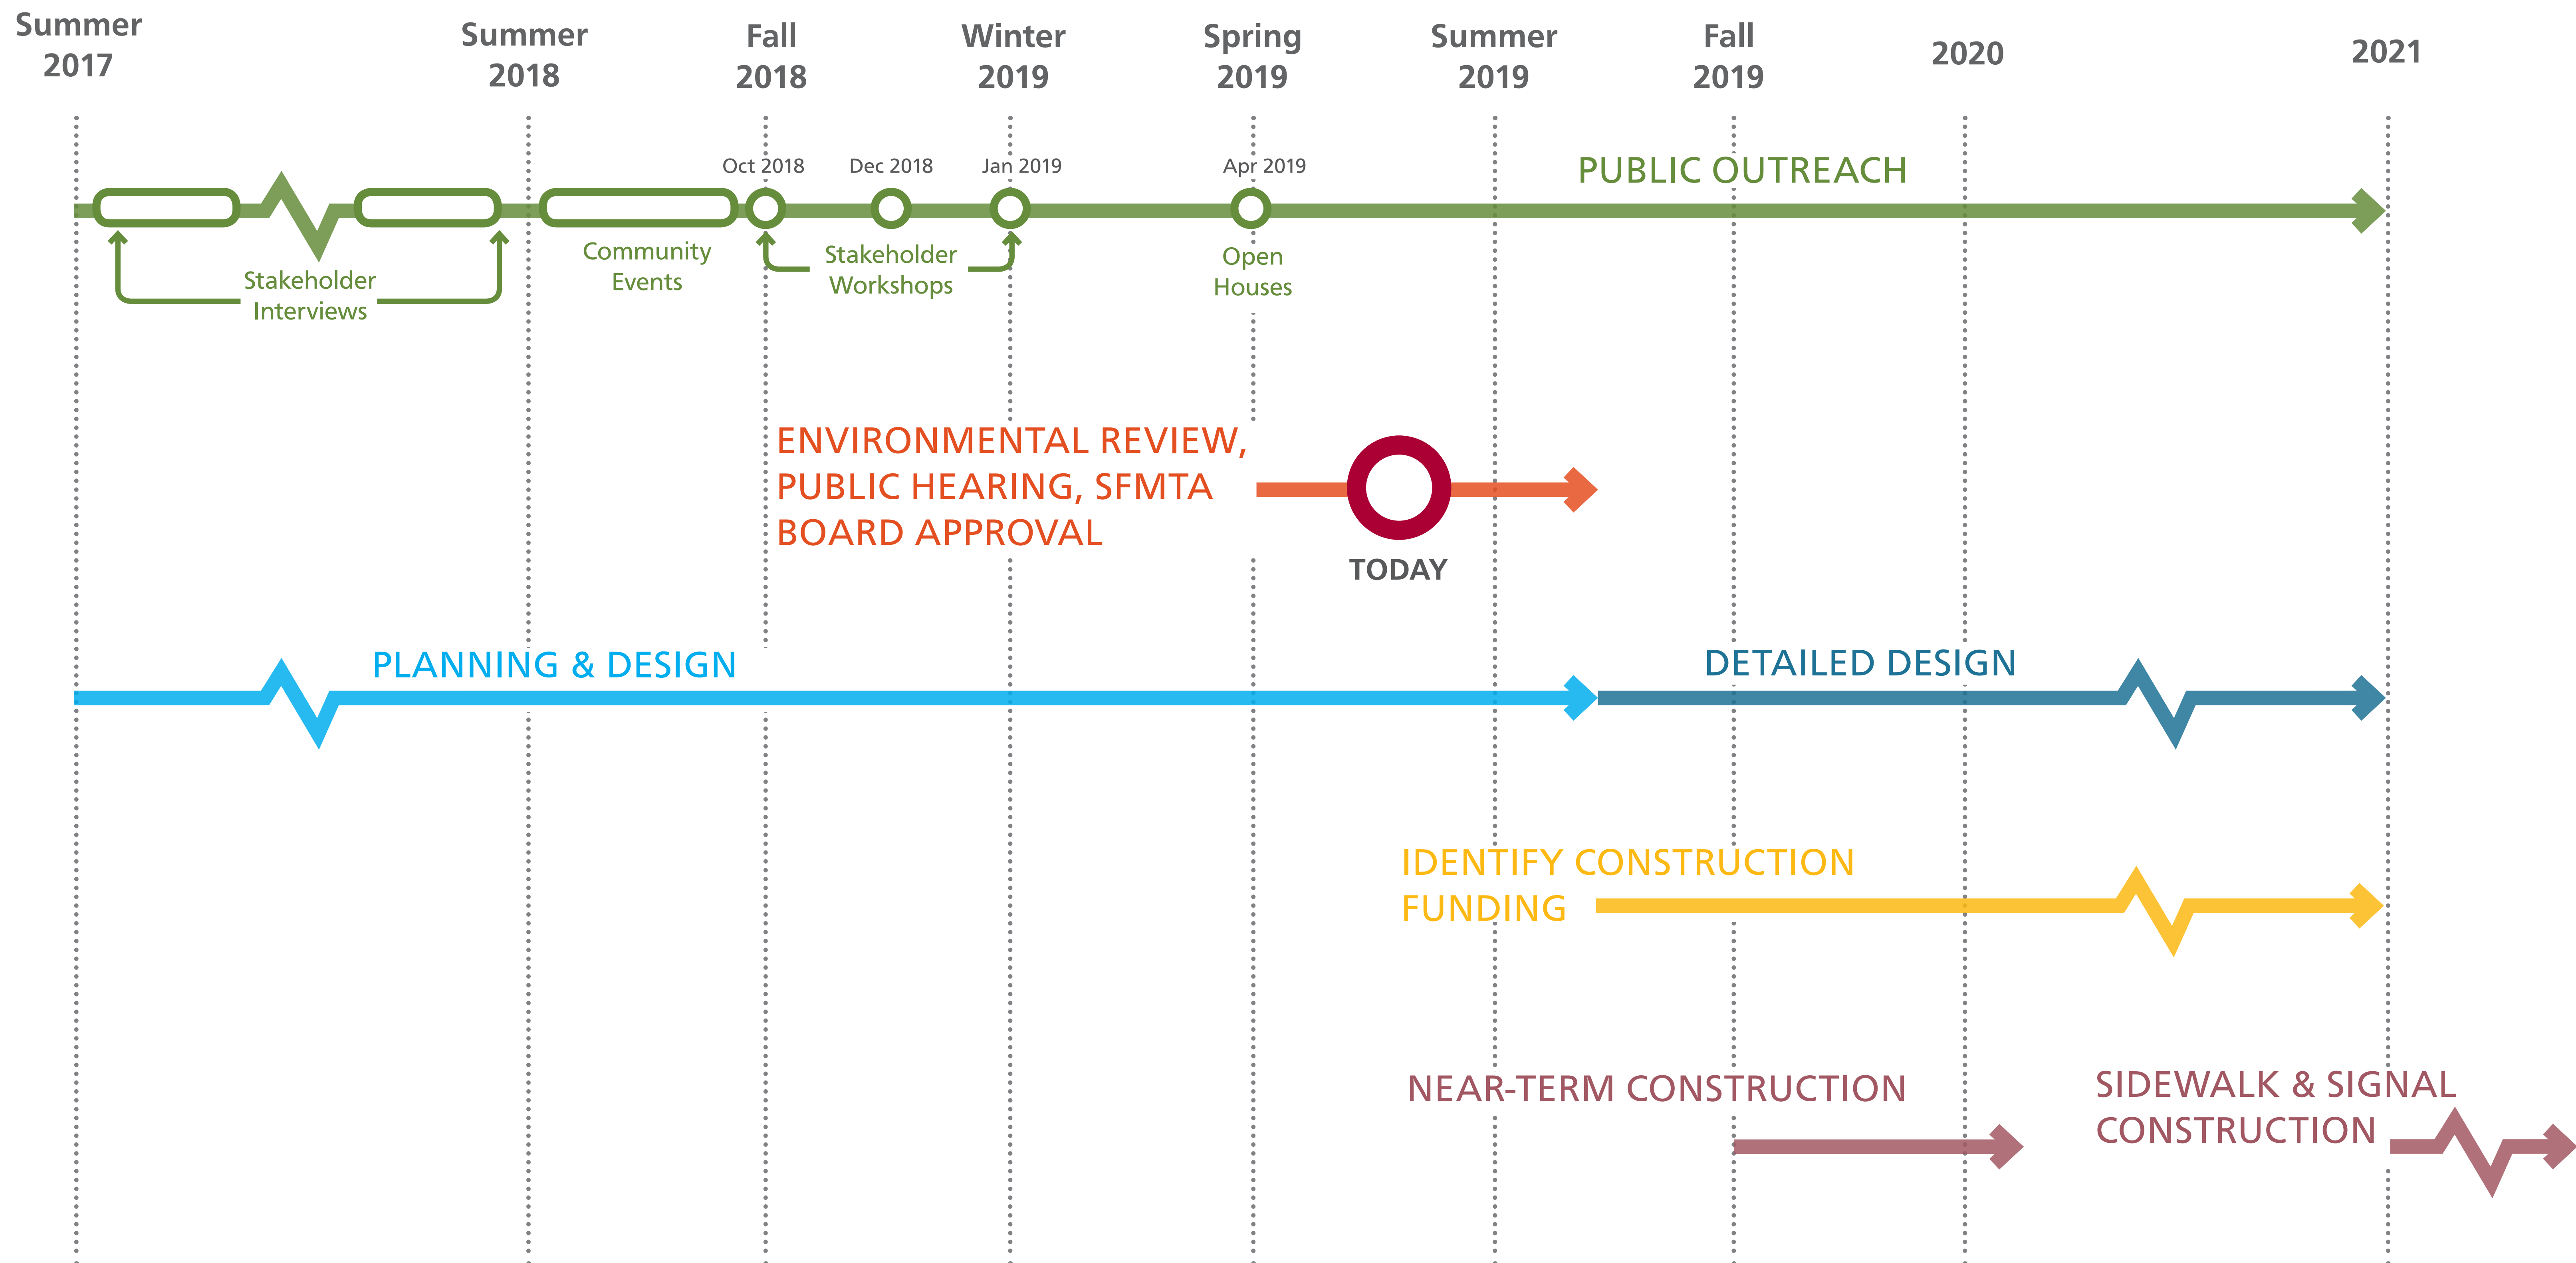 Summer
2017
Summer
2018
Fall
2018
Winter
2019
Spring
2019
Summer
2019
Fall
2019
2020
2021
Oct 2018
Dec 2018
Jan 2019
Apr 2019
PUBLIC OUTREACH
Stakeholder
Interviews
Community
Events
Stakeholder
Workshops
Open
Houses
ENVIRONMENTAL REVIEW,
PUBLIC HEARING, SFMTA
BOARD APPROVAL
TODAY
PLANNING & DESIGN
DETAILED DESIGN
IDENTIFY CONSTRUCTION
FUNDING
NEAR-TERM CONSTRUCTION
SIDEWALK & SIGNAL
CONSTRUCTION